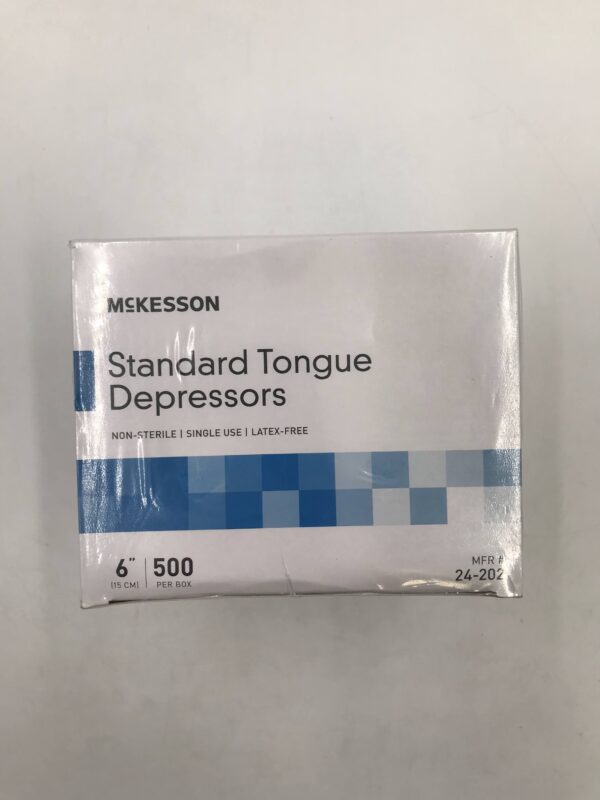 McKESSON
Standard Tongue
Depressors
NON-STERILE | SINGLE USE | LATEX-FREE
6" | 500
(15 CM) PER BOX
MFR #
24-202